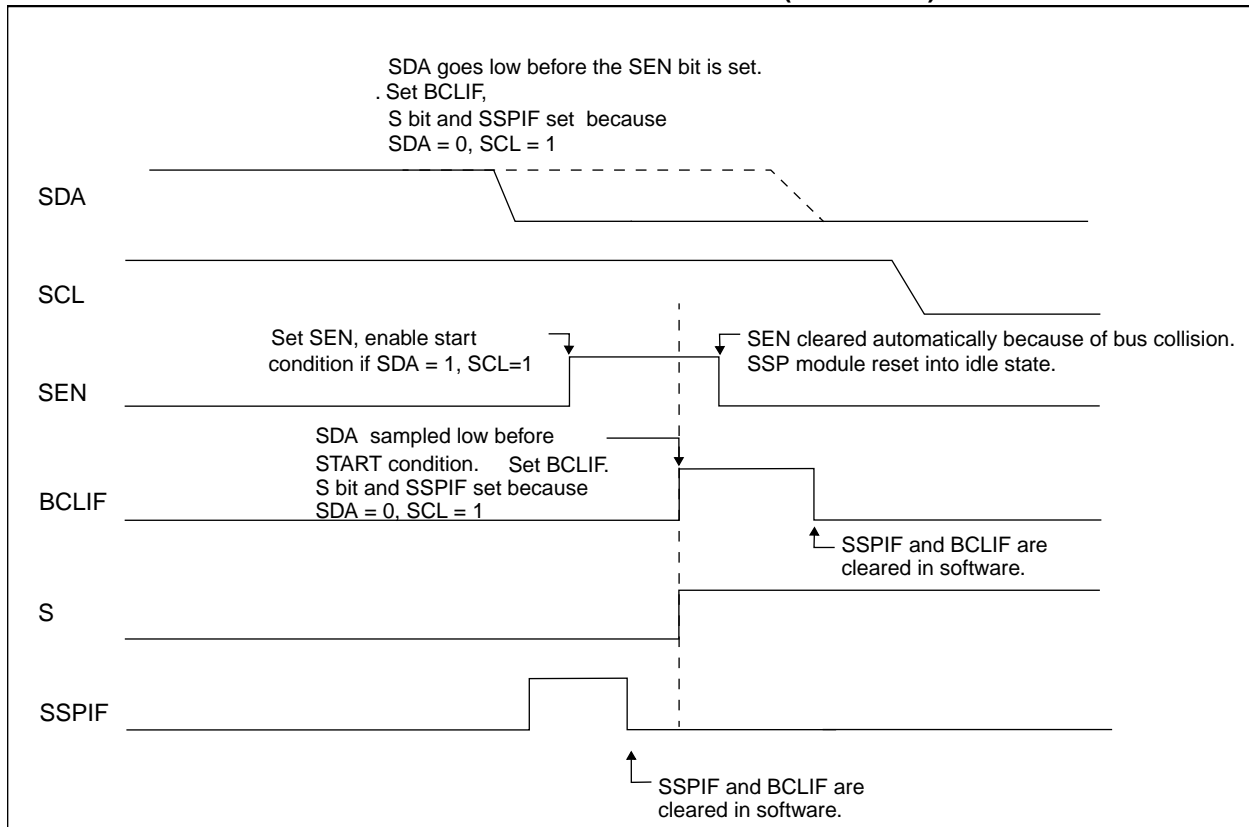 SDA goes low before the SEN bit is set.
. Set BCLIF,
S bit and SSPIF set because
SDA = 0, SCL = 1
SDA
SCL
Set SEN, enable start
condition if SDA = 1, SCL=1
SEN cleared automatically because of bus collision.
SSP module reset into idle state.
SEN
SDA sampled low before
START condition. Set BCLIF.
S bit and SSPIF set because
SDA = 0, SCL = 1
BCLIF
SSPIF and BCLIF are
cleared in software.
S
SSPIF
SSPIF and BCLIF are
cleared in software.